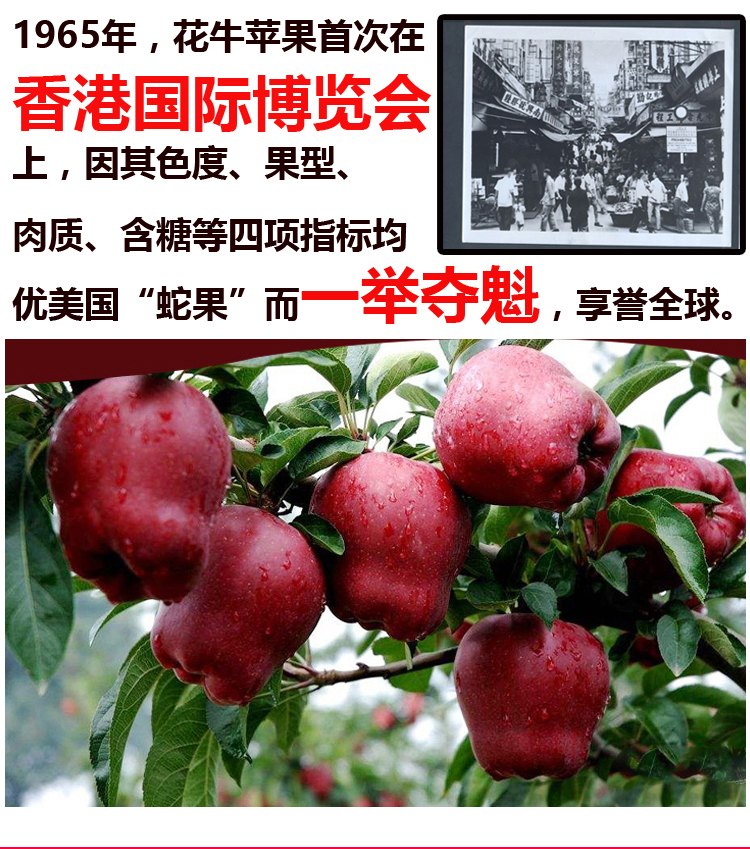 1965年，花牛苹果首次在
香港国际博览会
上，因其色度、果型、
肉质、含糖等四项指标均
优美国“蛇果”而一举夺魁，享誉全球。